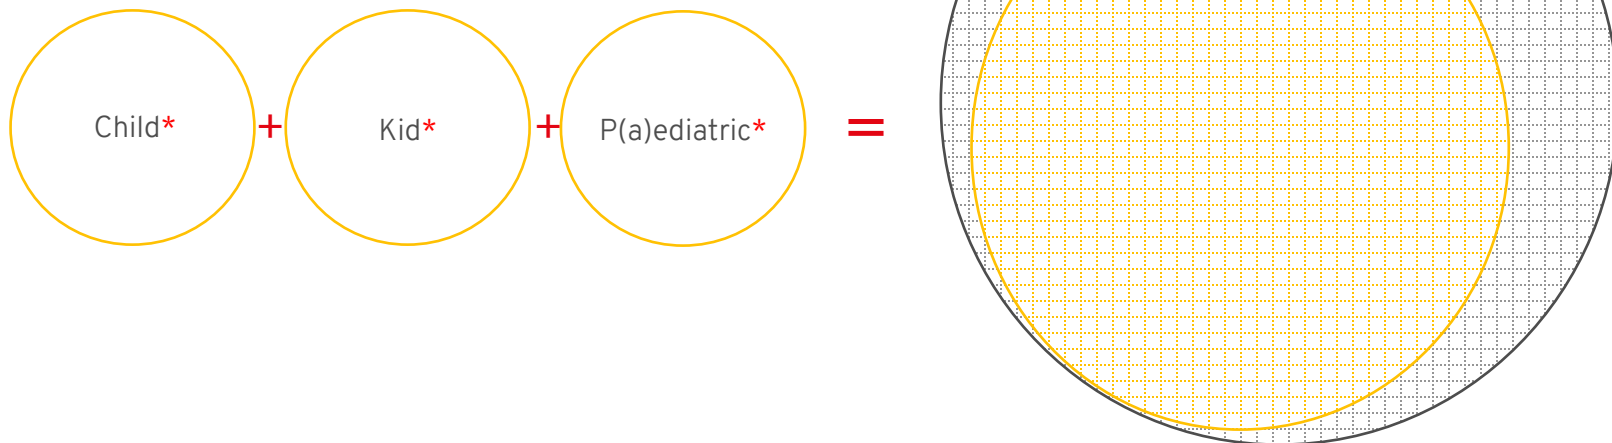 Child* + Kid* + P(a)ediatric* =